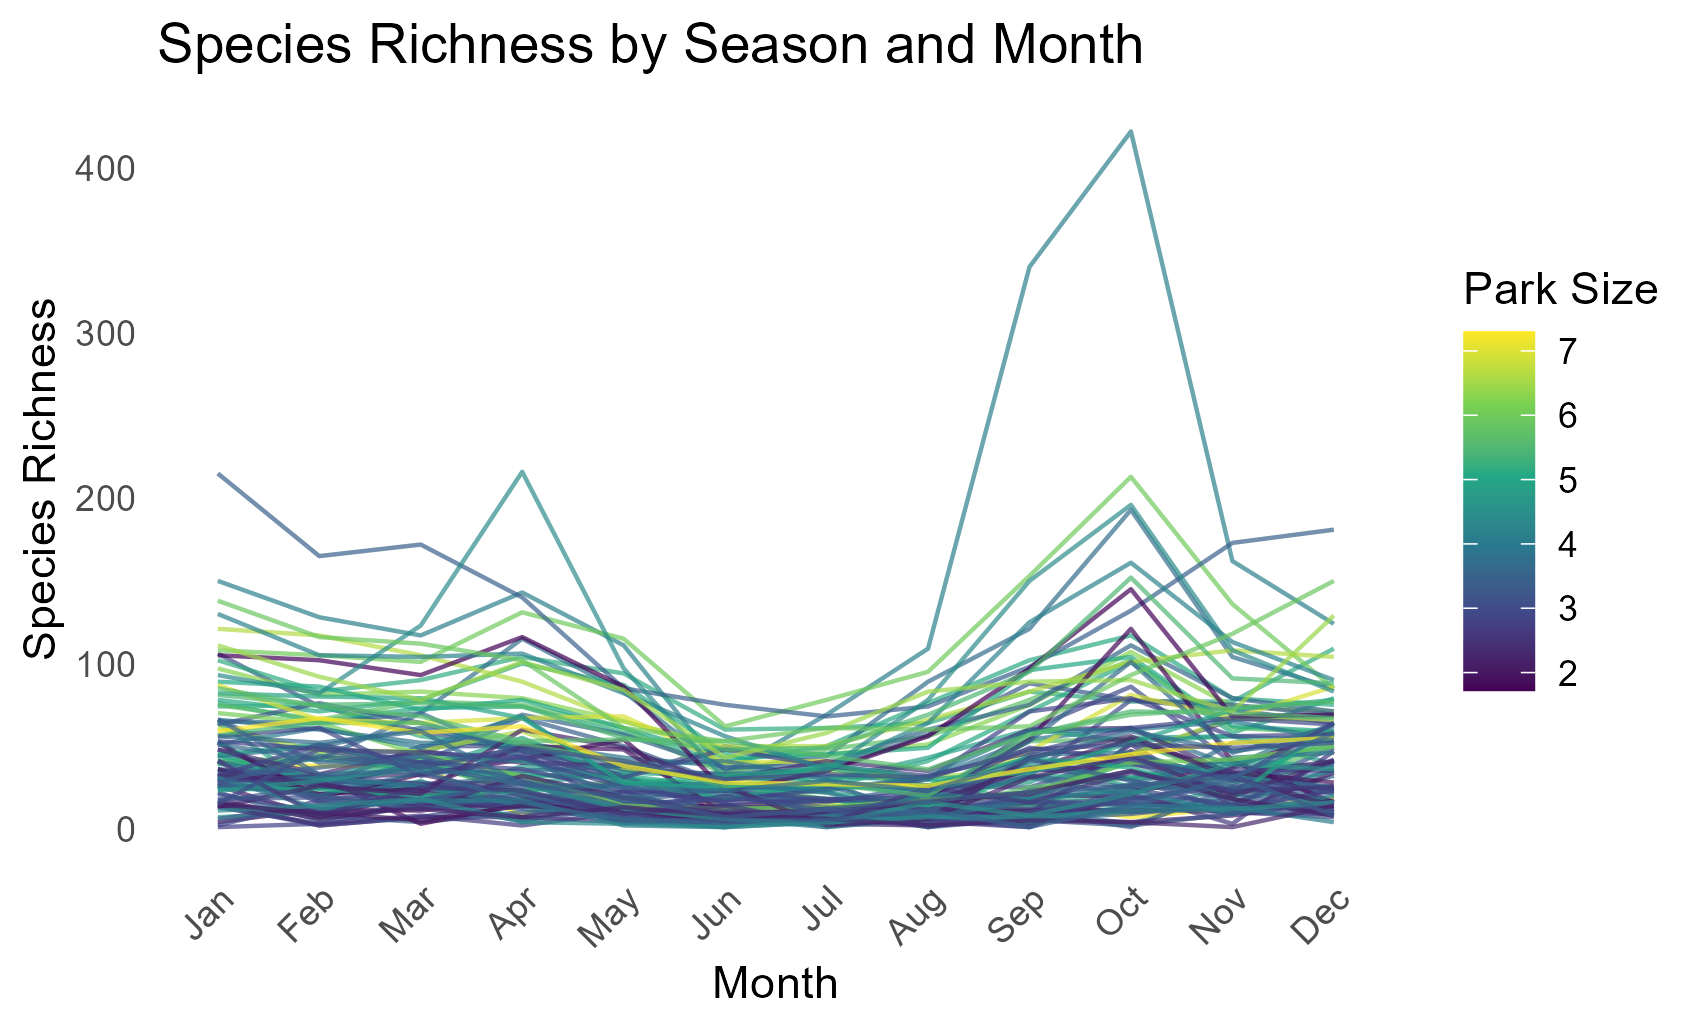 Species Richness by Season and Month
Species Richness
400
300
200
100
0
Jan
Feb
Mar
Apr
May
Jun
Jul
Aug
Sep
Oct
Nov
Dec
Month
Park Size
7
6
5
4
3
2